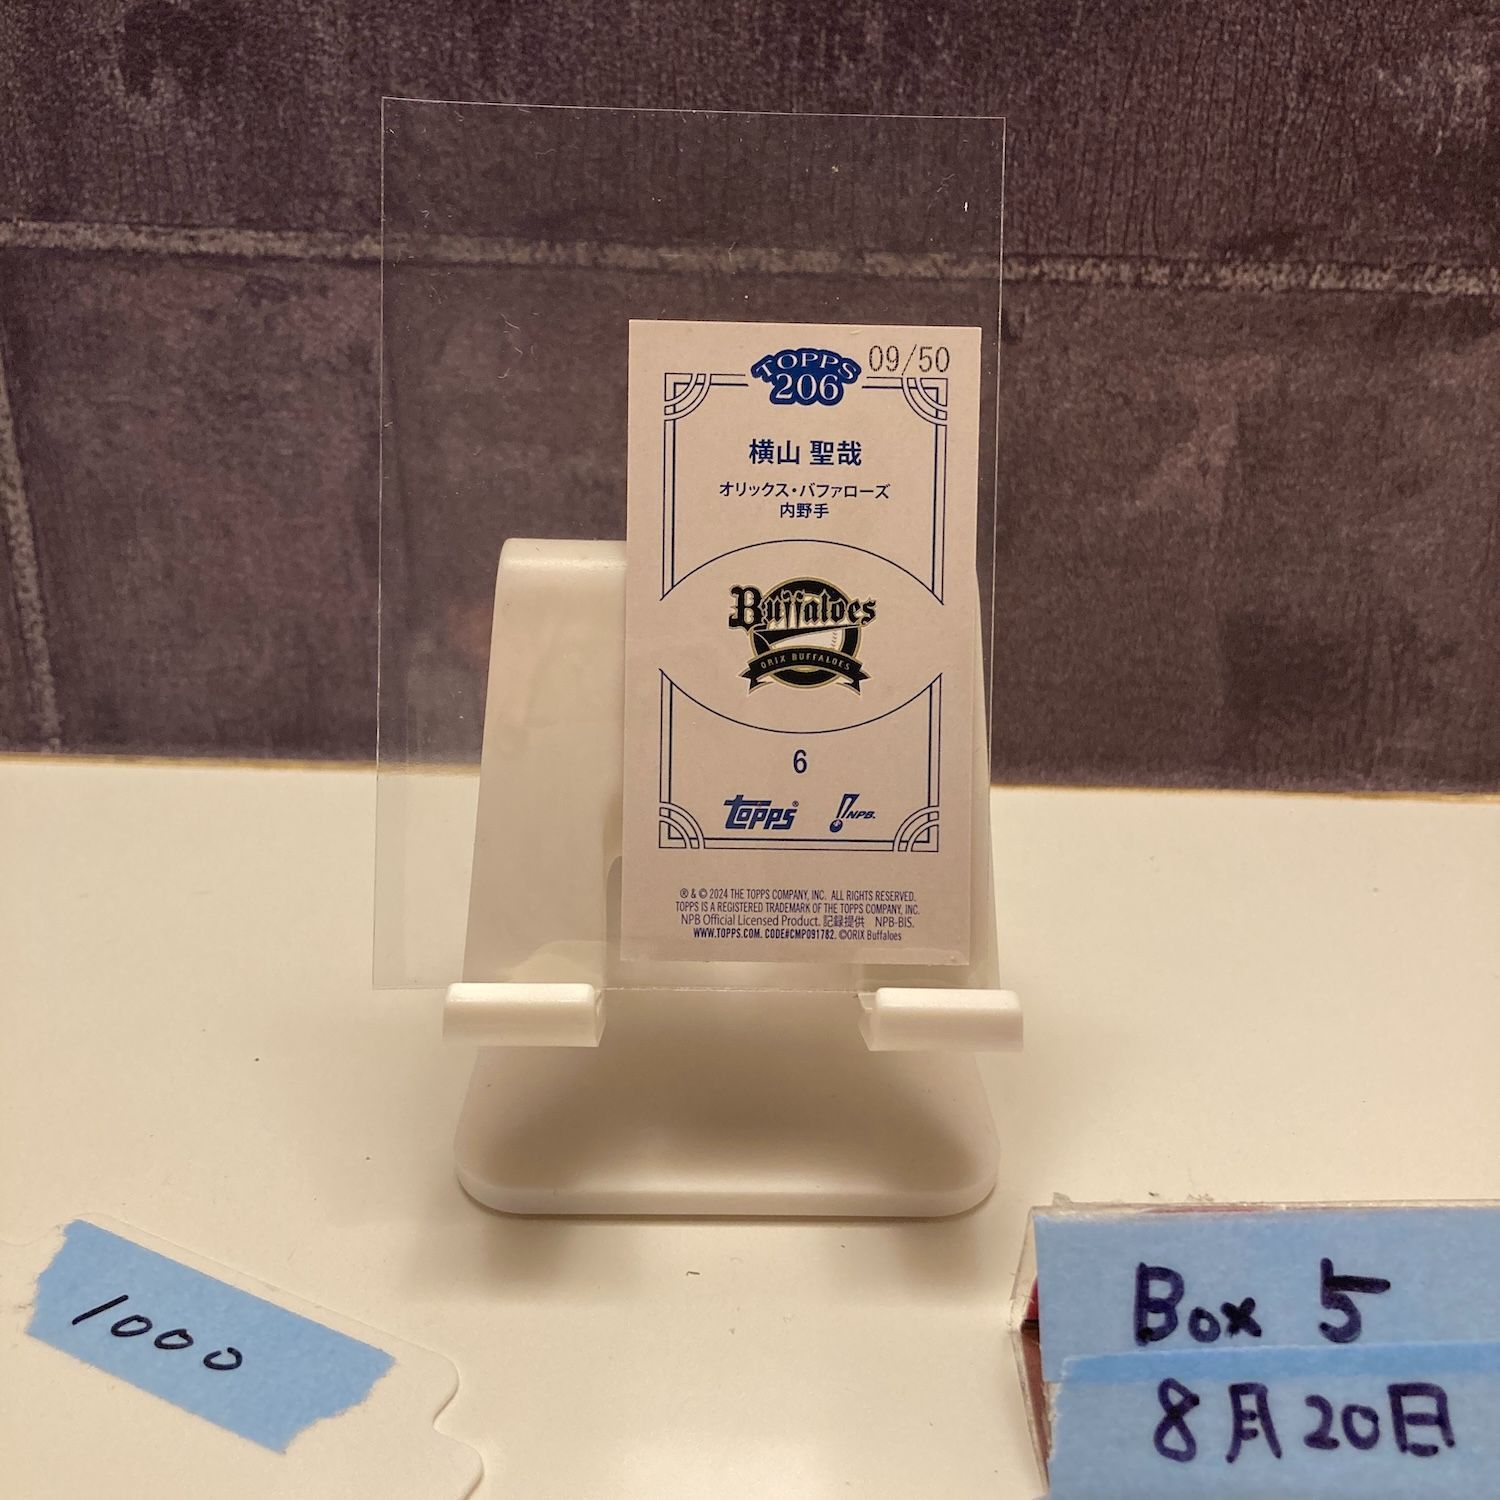 TOPPS
206
09/50
横山 聖哉
オリックス・バファローズ
内野手
Buffaloes
ORIX BUFFALOES
6
Topps®
NPB.
® & © 2024 THE TOPPS COMPANY, INC. ALL RIGHTS RESERVED.
TOPPS IS A REGISTERED TRADEMARK OF THE TOPPS COMPANY, INC.
NPB Official Licensed Product. 記録提供 NPB-BIS.
WWW.TOPPS.COM. CODE#CMP091782. ©ORIX Buffaloes
1000
Box 5
8月20日